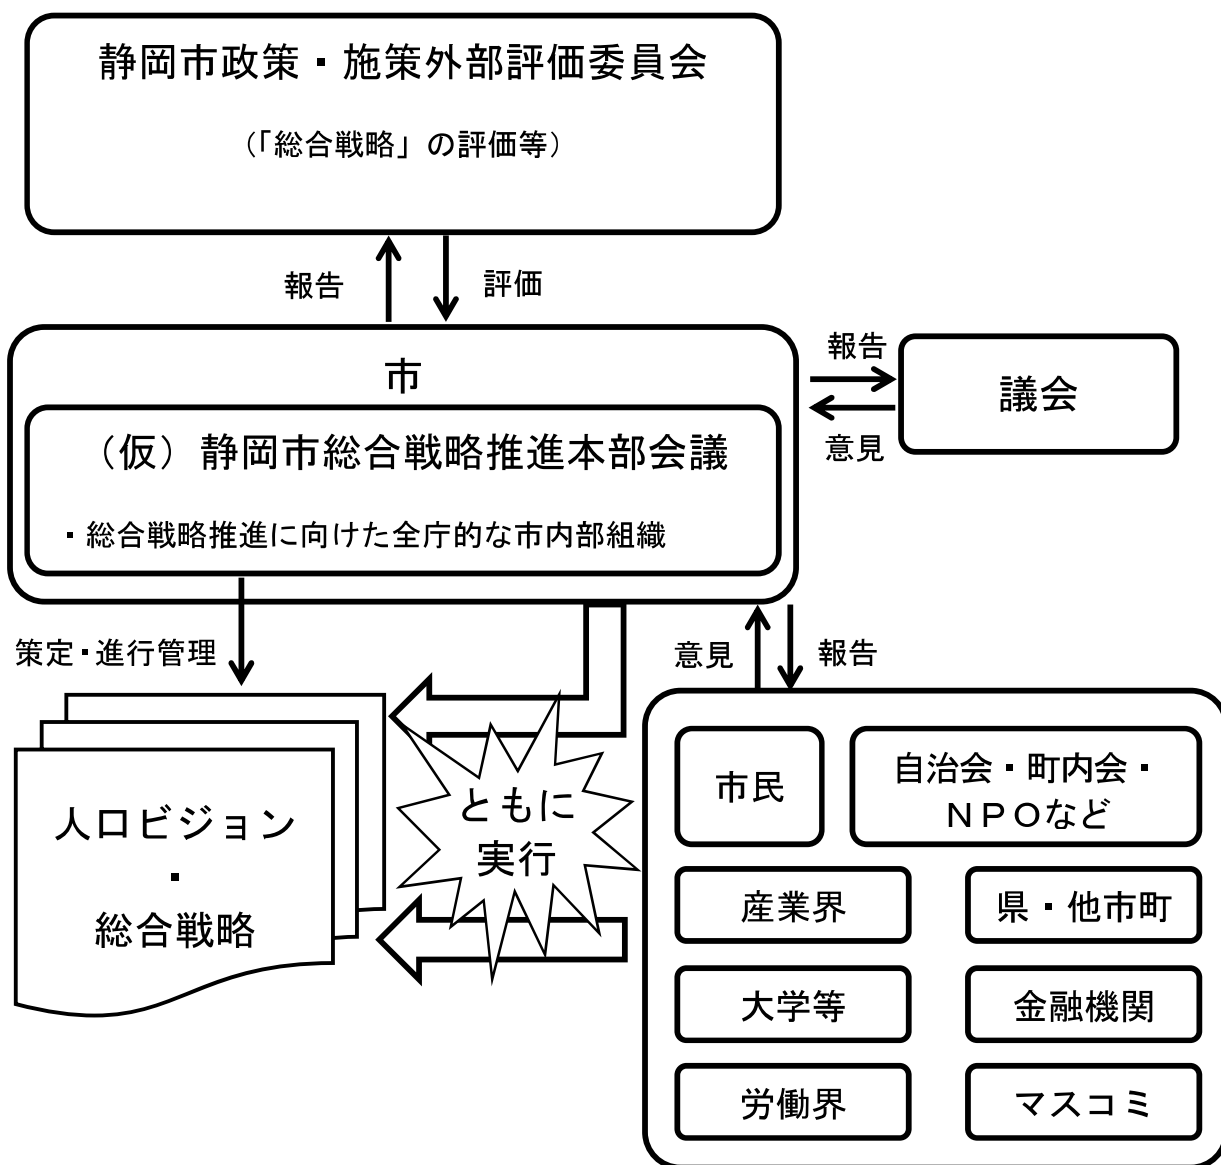 静岡市政策・施策外部評価委員会
（「総合戦略」の評価等）
報告
評価
市
（仮）静岡市総合戦略推進本部会議
・総合戦略推進に向けた全庁的な市内部組織
報告
意見
議会
策定・進行管理
意見
報告
人口ビジョン
・
総合戦略
ともに
実行
市民
自治会・町内会・
ＮＰＯなど
産業界
県・他市町
大学等
金融機関
労働界
マスコミ